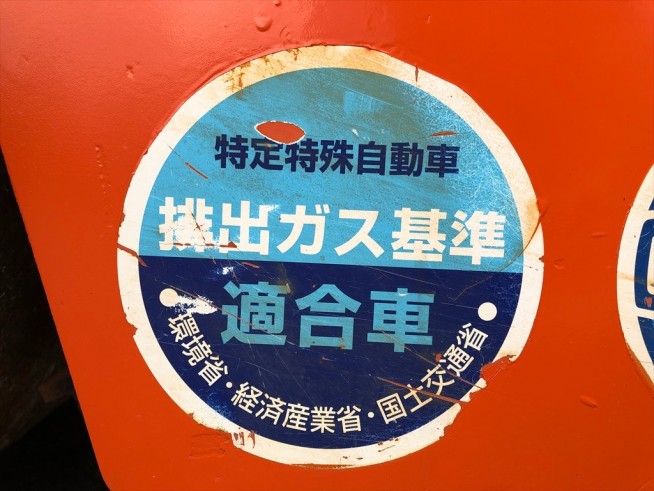 特定特殊自動車
排出ガス基準
適合車
環境省・経済産業省・国土交通省